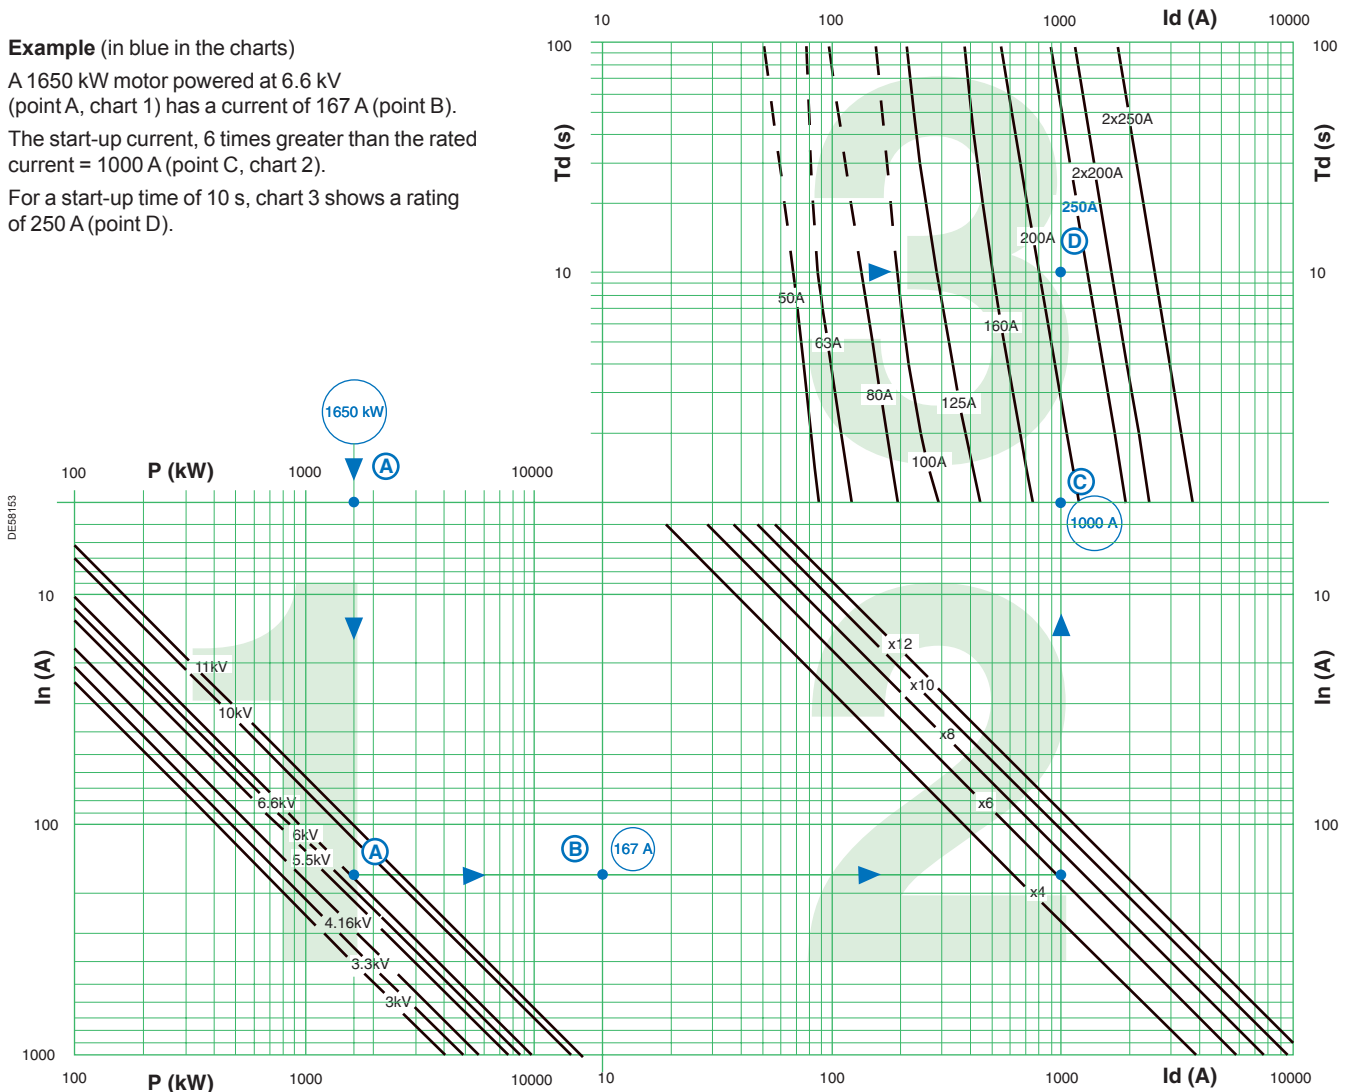 Example (in blue in the charts)
A 1650 kW motor powered at 6.6 kV
(point A, chart 1) has a current of 167 A (point B).
The start-up current, 6 times greater than the rated
current = 1000 A (point C, chart 2).
For a start-up time of 10 s, chart 3 shows a rating
of 250 A (point D).
10 100 1000 Id (A) 10000
100 100
Td (s) Td (s)
10 10
3
2x250A
2x200A
250A
200A
D
50A
160A
63A
80A
125A
100A
C
1000 A
1650 kW
A
100 P (kW) 1000 10000
DE58153
10 10
In (A) In (A)
100 100
1000
1
11kV
10kV
6.6kV
6kV
5.5kV
4.16kV
3.3kV
3kV
A
B
167 A
2
x12
x10
x8
x6
x4
100 P (kW) 1000 10000
10 100 1000 Id (A) 10000